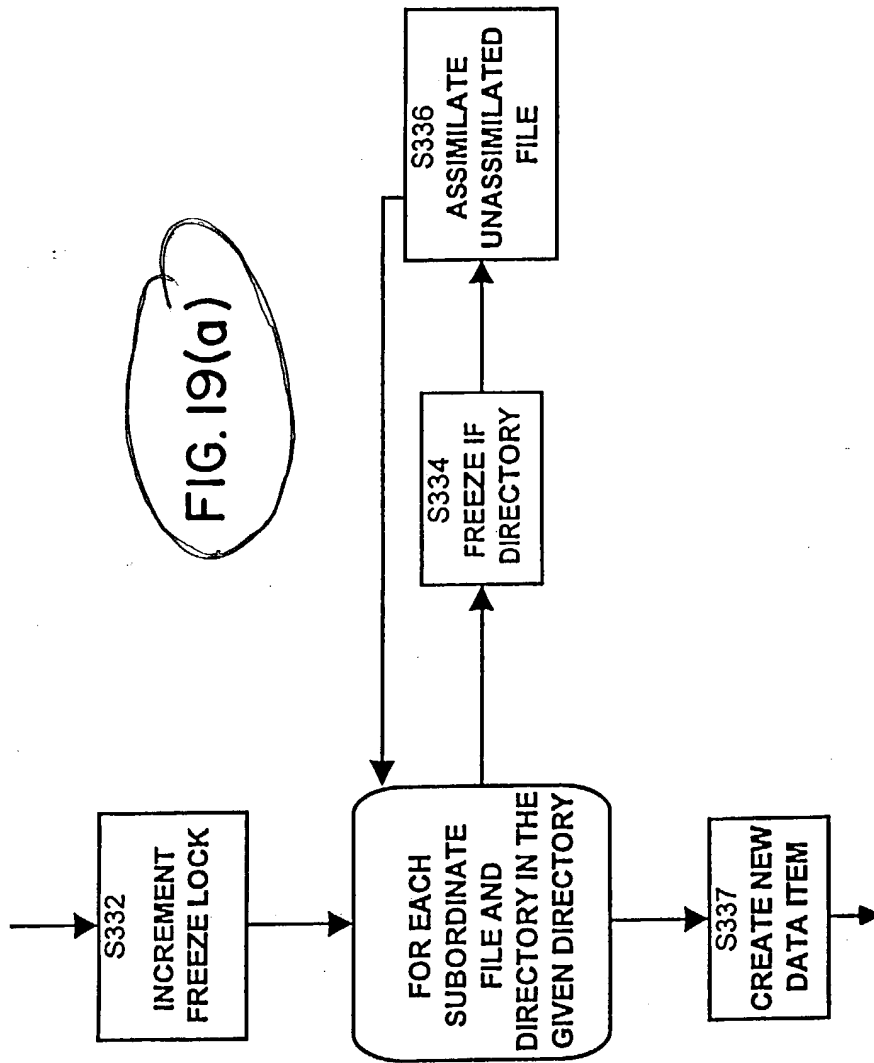 FIG. 19(a)
S332
INCREMENT
FREEZE LOCK
FOR EACH
SUBORDINATE
FILE AND
DIRECTORY IN THE
GIVEN DIRECTORY
S334
FREEZE IF
DIRECTORY
S336
ASSIMILATE
UNASSIMILATED
FILE
S337
CREATE NEW
DATA ITEM